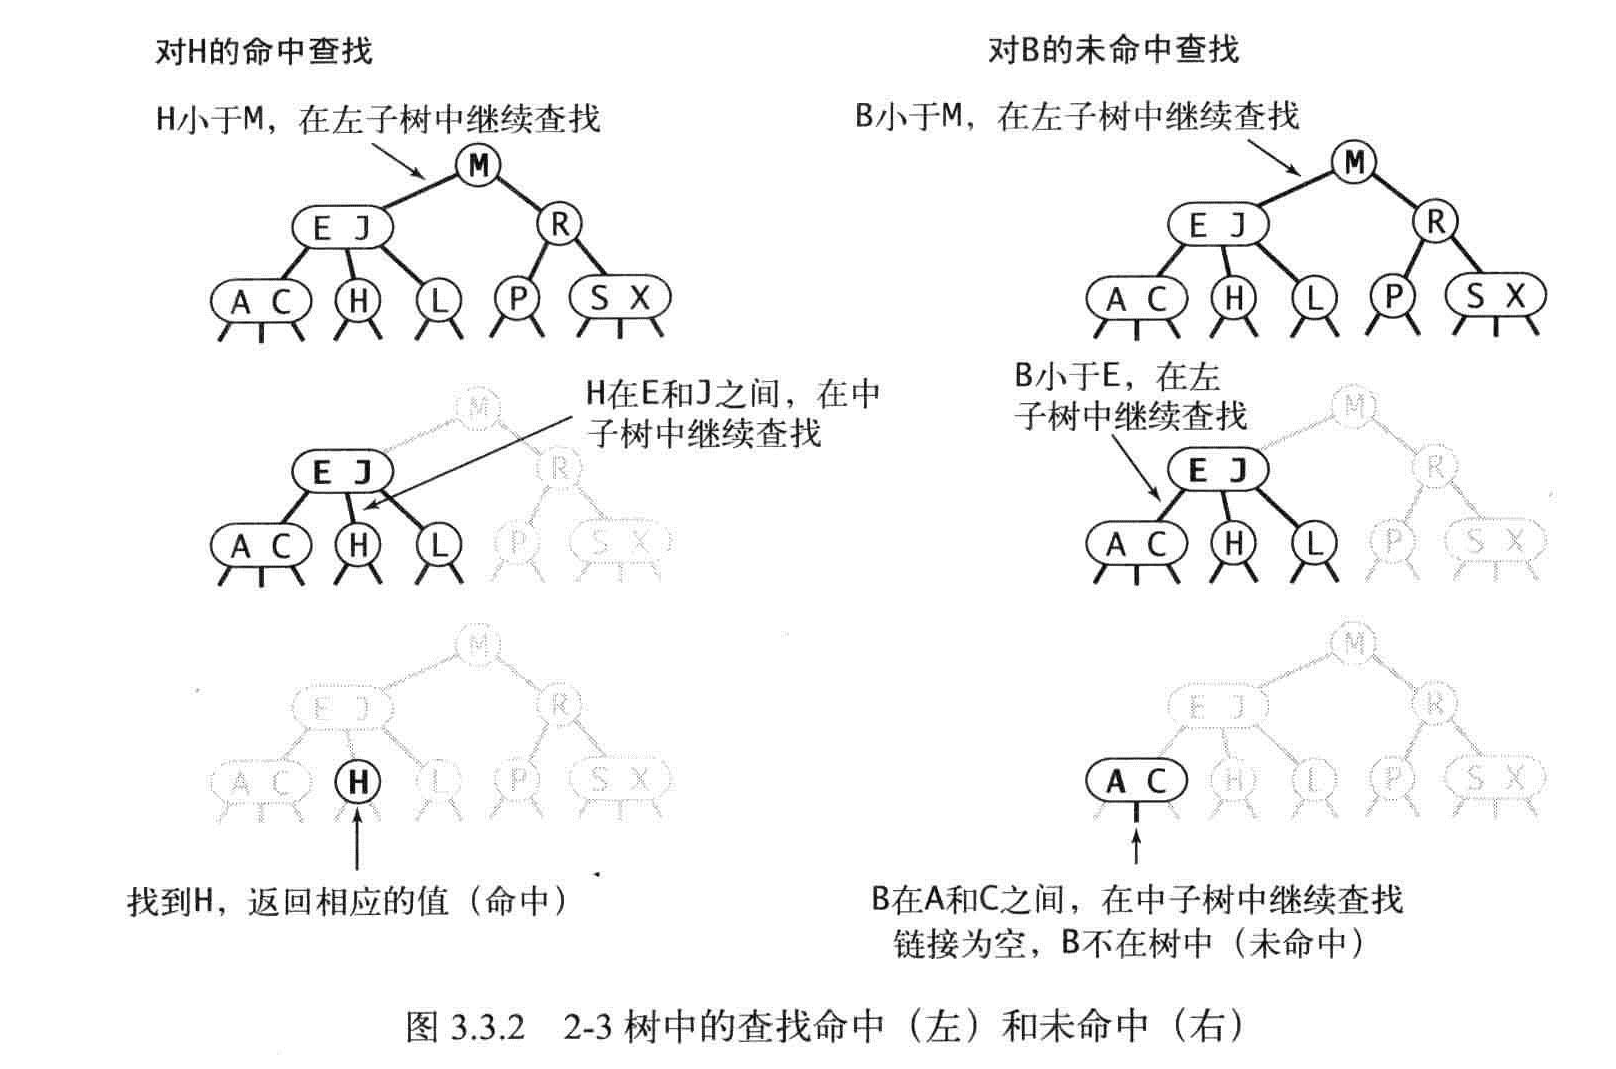 对H的命中查找
H小于M，在左子树中继续查找
M
E J
R
A C
H
L
P
S X
H在E和J之间，在中
子树中继续查找
M
E J
R
A C
H
L
P
S X
M
E J
R
A C
H
L
P
S X
找到H，返回相应的值（命中）
对B的未命中查找
B小于M，在左子树中继续查找
M
E J
R
A C
H
L
P
S X
B小于E，在左
子树中继续查找
M
E J
R
A C
H
L
P
S X
M
E J
R
A C
H
L
P
S X
B在A和C之间，在中子树中继续查找
链接为空，B不在树中（未命中）
图 3.3.2 2-3 树中的查找命中（左）和未命中（右）